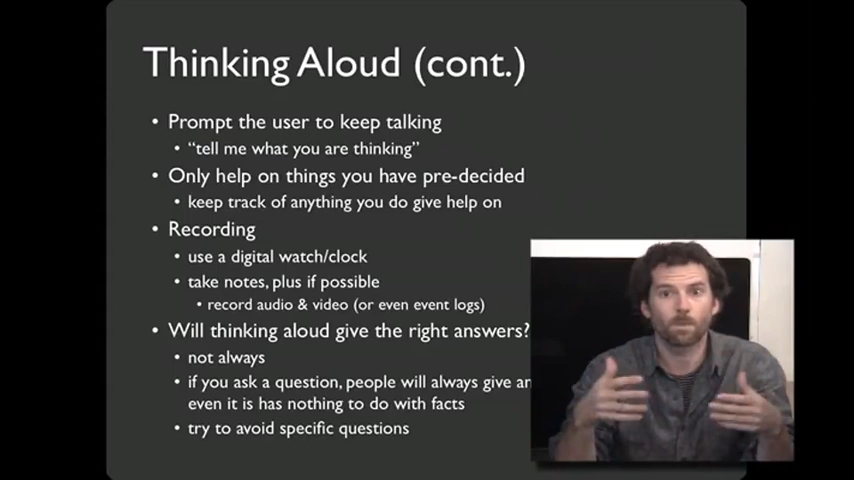 Thinking Aloud (cont.)
• Prompt the user to keep talking
• “tell me what you are thinking”
• Only help on things you have pre-decided
• keep track of anything you do give help on
• Recording
• use a digital watch/clock
• take notes, plus if possible
• record audio & video (or even event logs)
• Will thinking aloud give the right answers?
• not always
• if you ask a question, people will always give
even it is has nothing to do with facts
• try to avoid specific questions